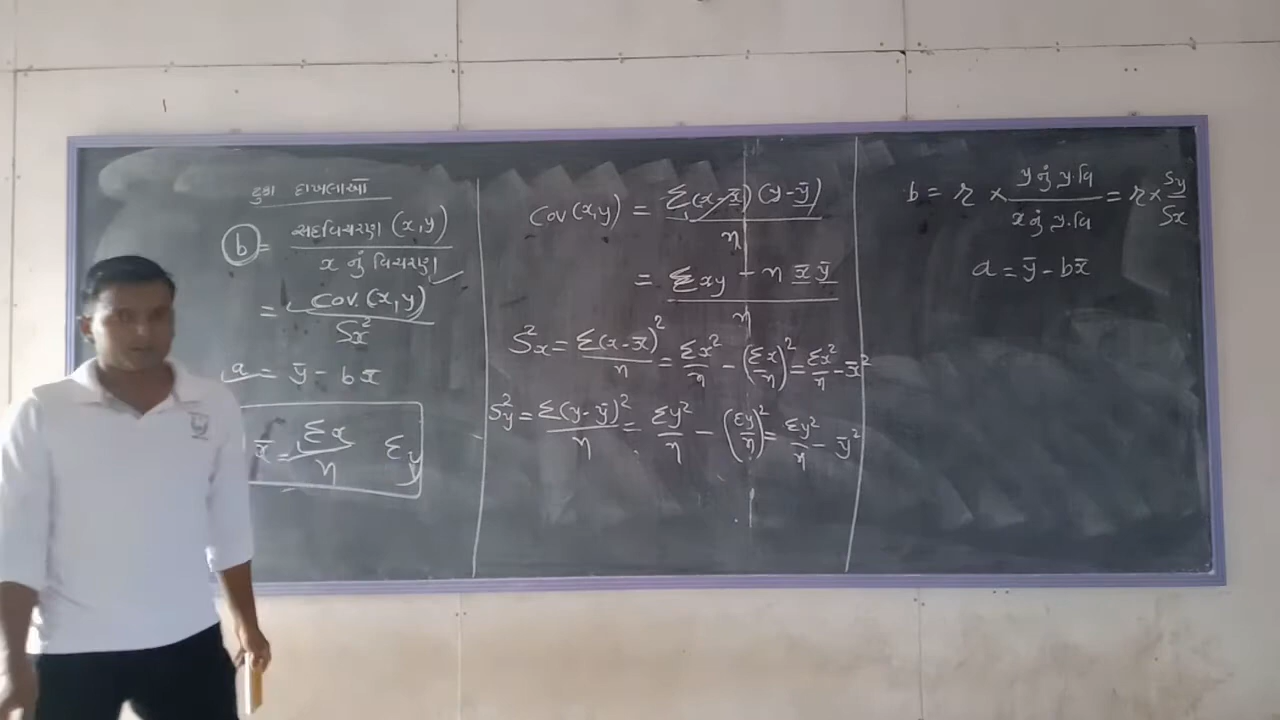 ટુંકા દાખલાઓ
b = સહવિચરણ (x,y) / x નું વિચરણ
= Cov (x,y) / Sx²
a = ȳ - bx̄
x̄ = Σx / n Σy
Cov (x,y) = Σ(x-x̄)(y-ȳ) / n
= Σxy - n x̄ ȳ / n
S²x = Σ(x-x̄)² / n = Σx² / n - (Σx / n)² = Σx² / n - x̄²
S²y = Σ(y-ȳ)² / n = Σy² / n - (Σy / n)² = Σy² / n - ȳ²
b = r × y નું પ્ર.વિ / x નું પ્ર.વિ = r × Sy / Sx
a = ȳ - bx̄